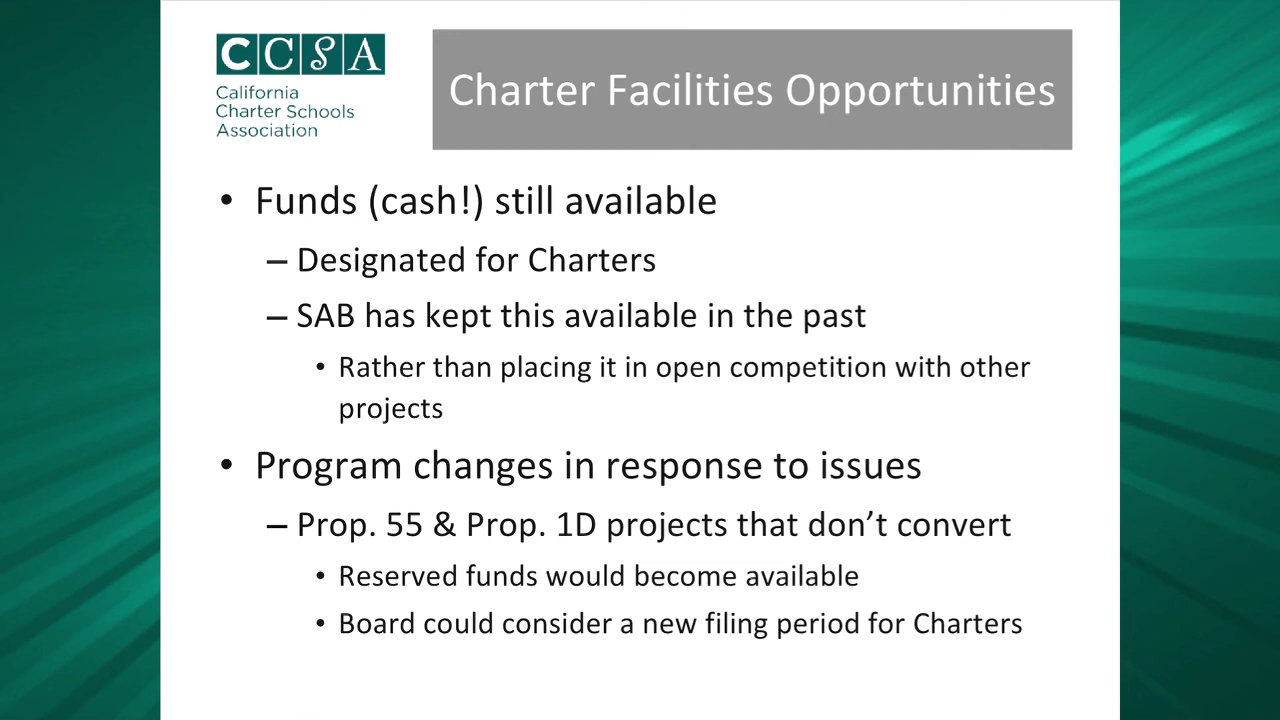 CCSA
California
Charter Schools
Association
Charter Facilities Opportunities
• Funds (cash!) still available
– Designated for Charters
– SAB has kept this available in the past
• Rather than placing it in open competition with other
projects
• Program changes in response to issues
– Prop. 55 & Prop. 1D projects that don’t convert
• Reserved funds would become available
• Board could consider a new filing period for Charters